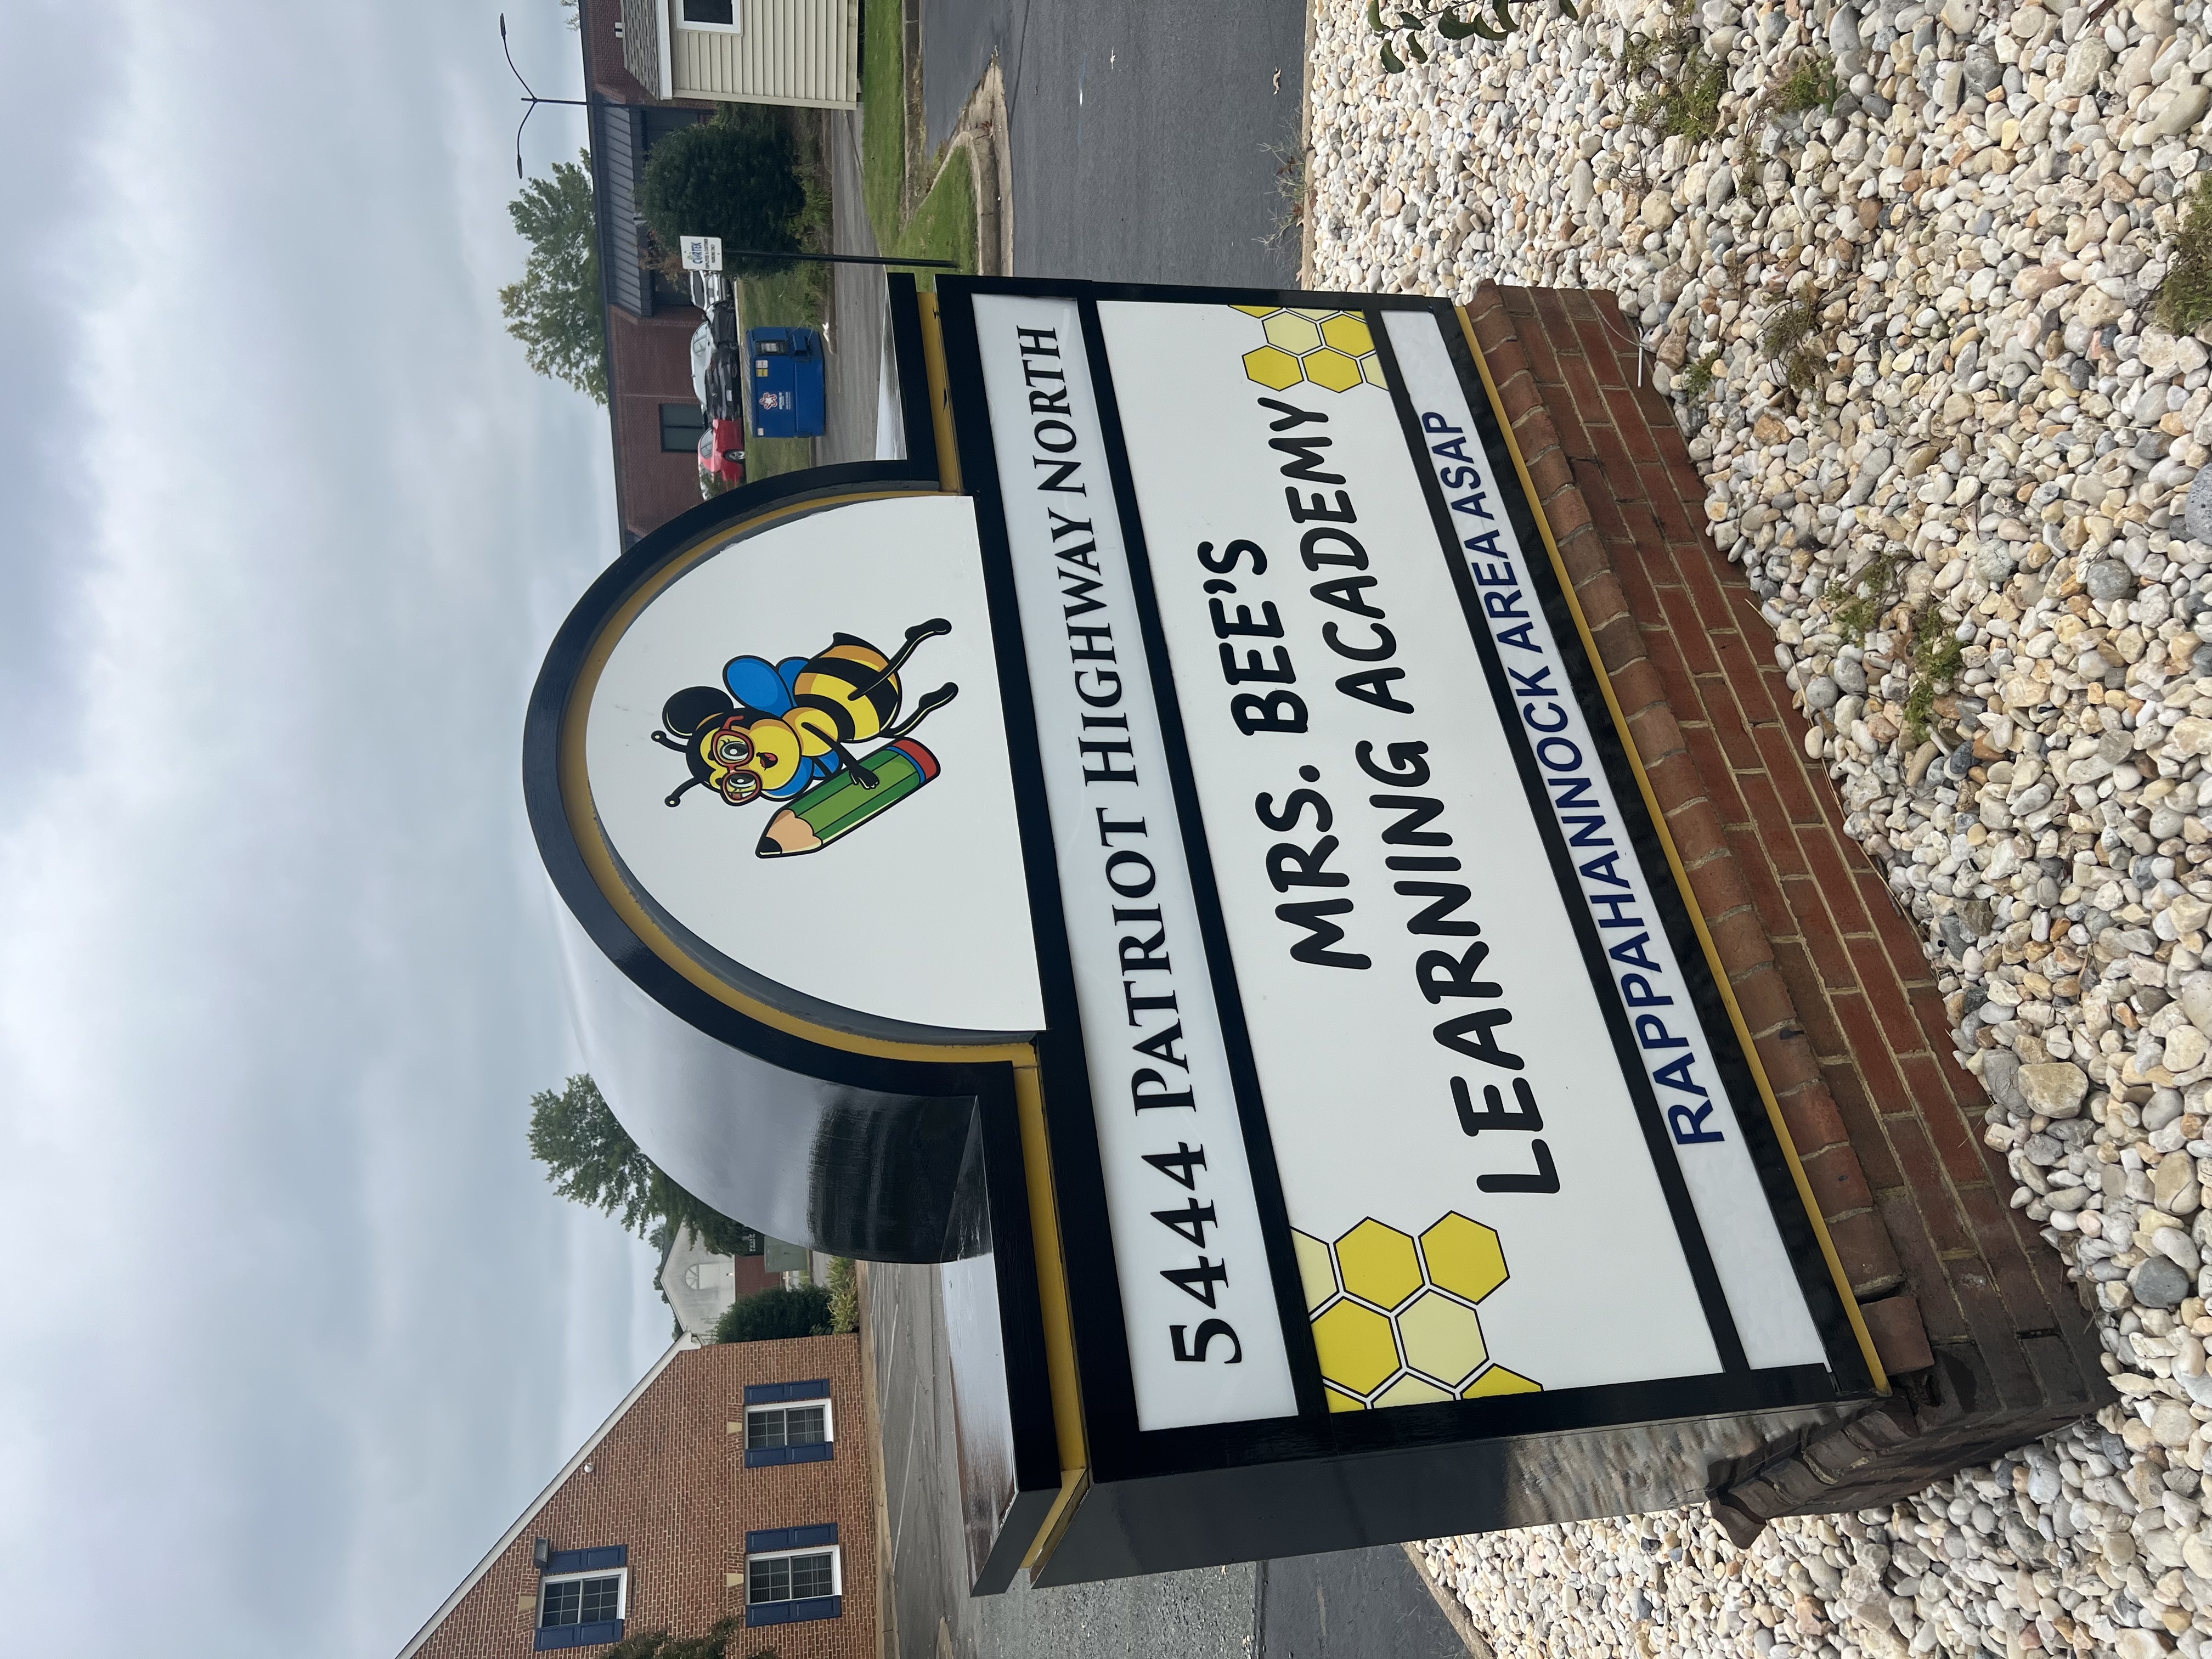 5444 PATRIOT HIGHWAY NORTH
MRS. BEE'S
LEARNING ACADEMY
RAPPAHANNOCK AREA ASAP